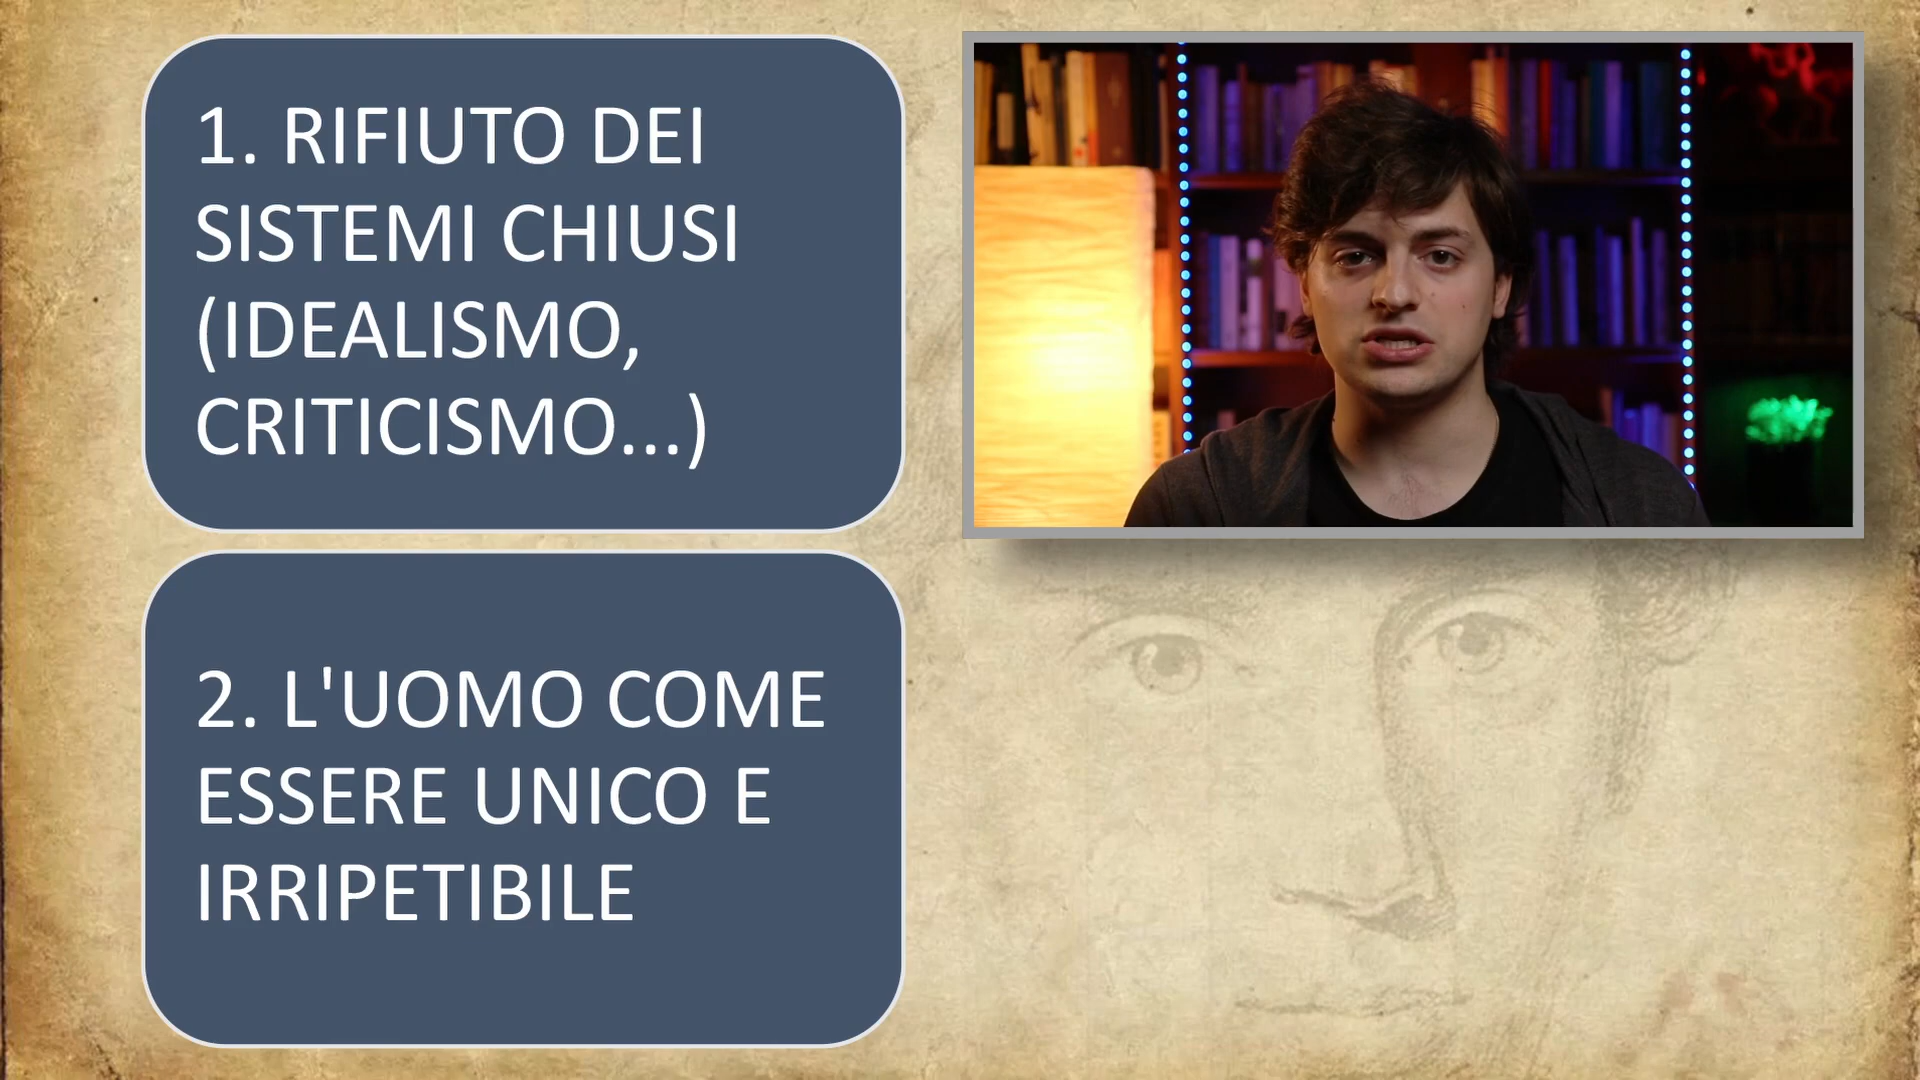 1. RIFIUTO DEI
SISTEMI CHIUSI
(IDEALISMO,
CRITICISMO...)
2. L'UOMO COME
ESSERE UNICO E
IRRIPETIBILE